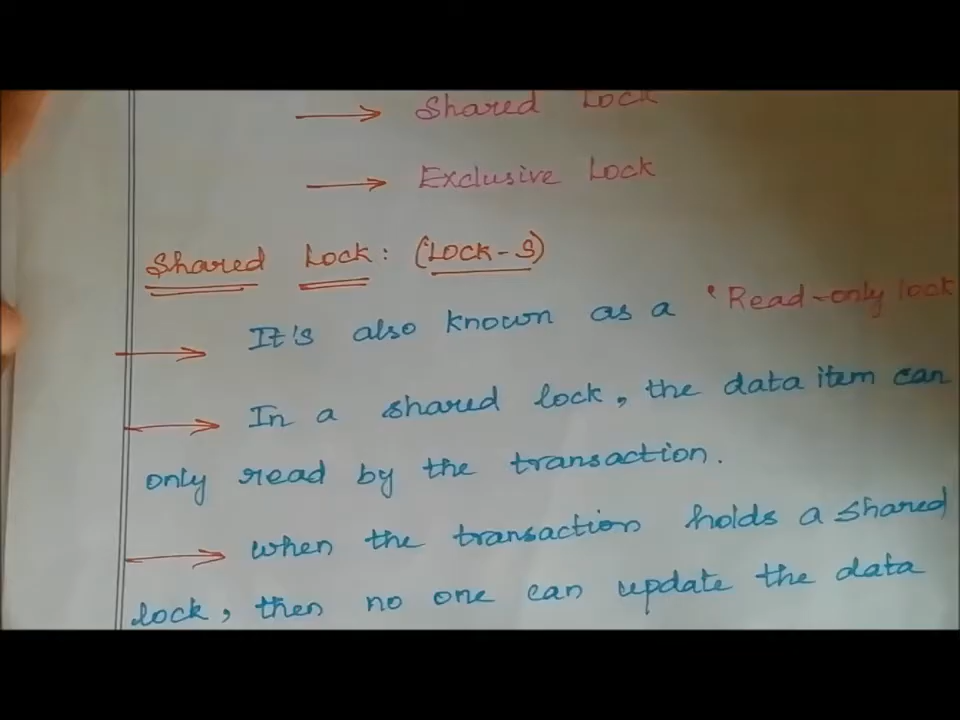 → Shared Lock
→ Exclusive Lock
Shared Lock: (Lock-S)
→ It's also known as a 'Read-only lock
→ In a shared lock, the data item can
only read by the transaction.
→ when the transaction holds a shared
lock, then no one can update the data